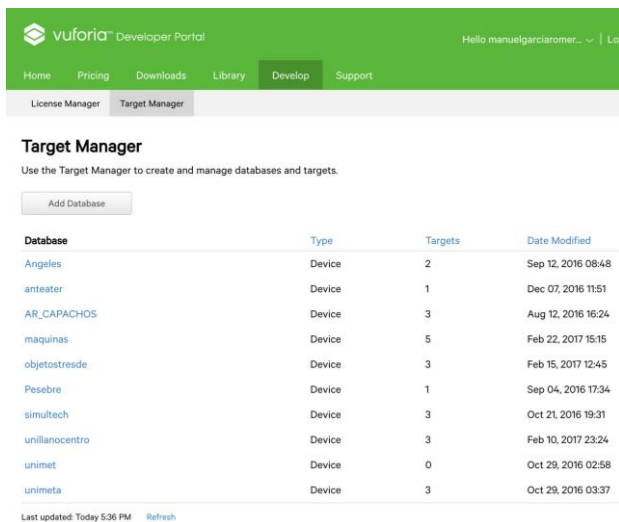 vuforia™ Developer Portal
Hello manuelgarciaromer... | Lo
Home Pricing Downloads Library Develop Support
License Manager Target Manager
Target Manager
Use the Target Manager to create and manage databases and targets.
Add Database
Database Type Targets Date Modified
Angeles Device 2 Sep 12, 2016 08:48
anteater Device 1 Dec 07, 2016 11:51
AR_CAPACHOS Device 3 Aug 12, 2016 16:24
maquinas Device 5 Feb 22, 2017 15:15
objetostresde Device 3 Feb 15, 2017 12:45
Pesebre Device 1 Sep 04, 2016 17:34
simultech Device 3 Oct 21, 2016 19:31
unillanocentro Device 3 Feb 10, 2017 23:24
unimet Device 0 Oct 29, 2016 02:58
unimeta Device 3 Oct 29, 2016 03:37
Last updated: Today 5:36 PM Refresh